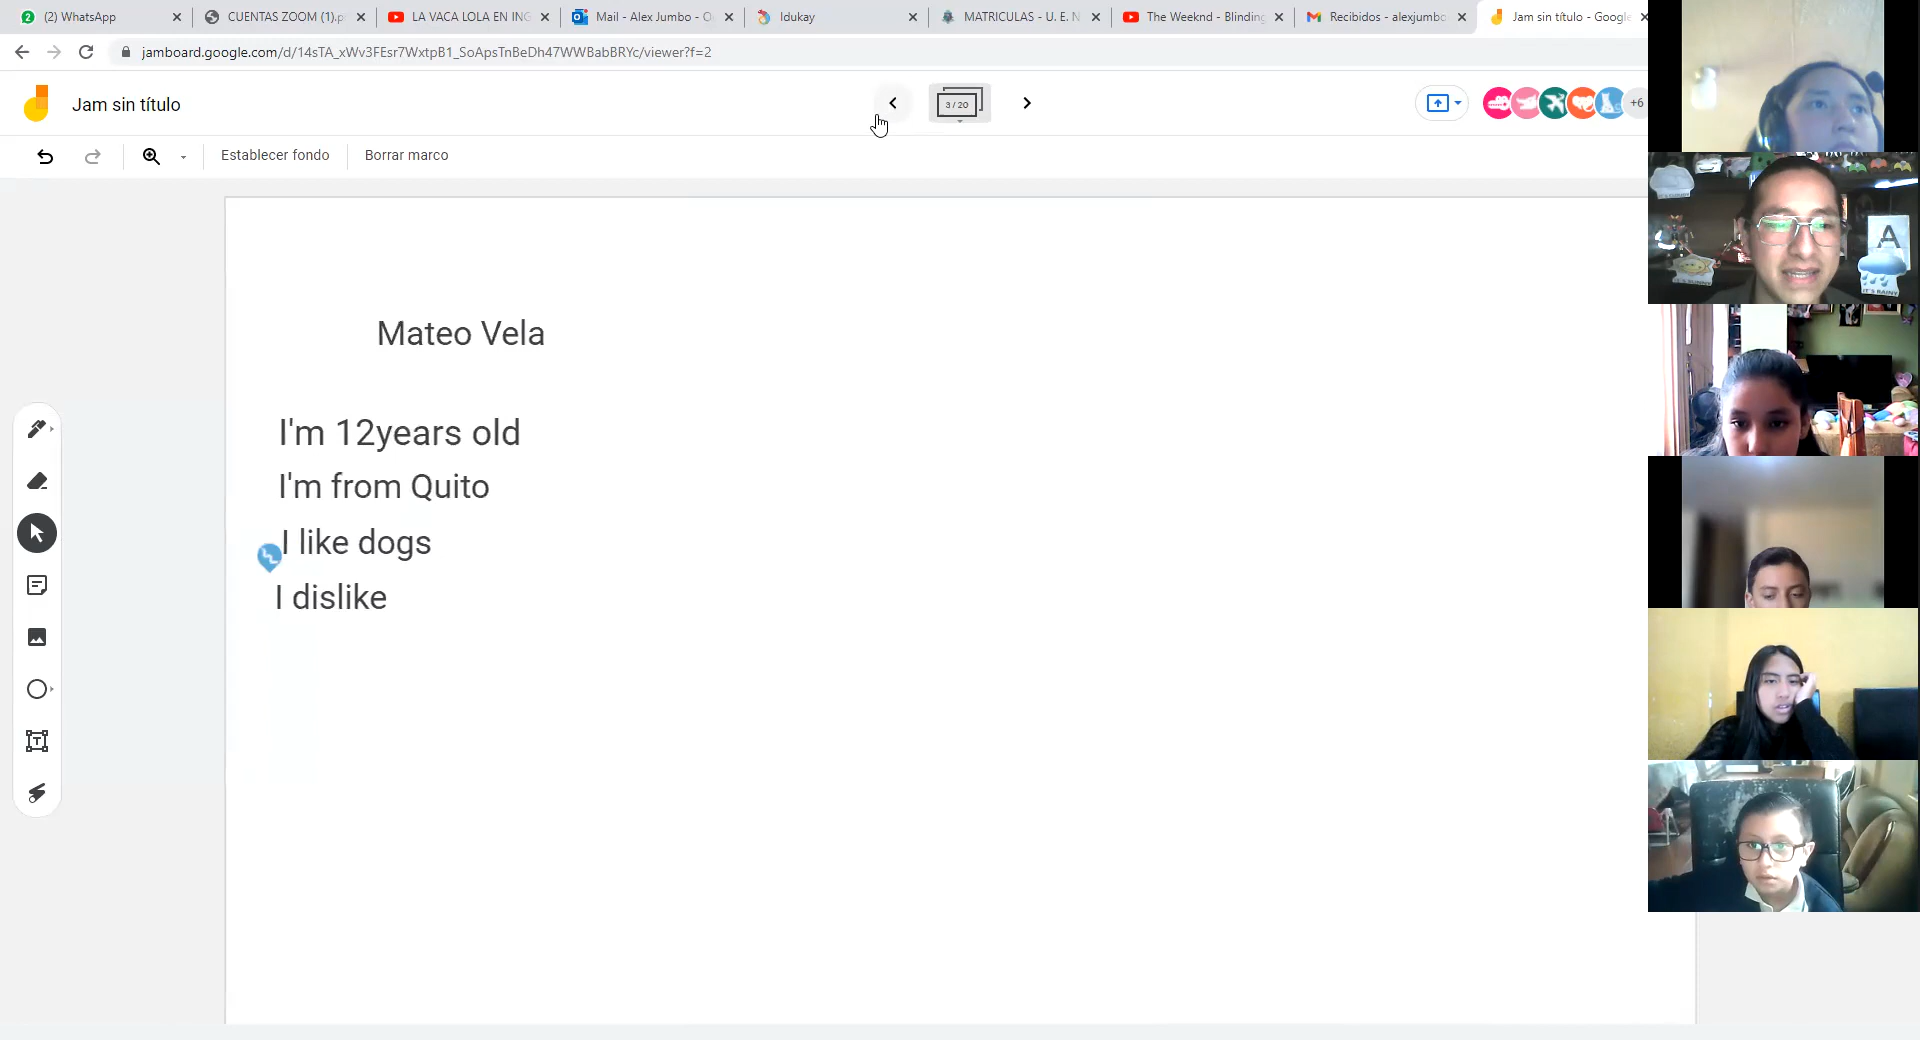 (2) WhatsApp
CUENTAS ZOOM (1).p
LA VACA LOLA EN ING
Mail - Alex Jumbo - O
Idukay
MATRICULAS - U. E. N
The Weeknd - Blinding
Recibidos - alexjumbo
Jam sin título - Google
jamboard.google.com/d/14sTA_xWv3FEsr7WxtpB1_SoApsTnBeDh47WWBabBRYc/viewer?f=2
Jam sin título
3 / 20
+6
Establecer fondo
Borrar marco
Mateo Vela
I'm 12years old
I'm from Quito
I like dogs
I dislike
A
IT'S RAINY